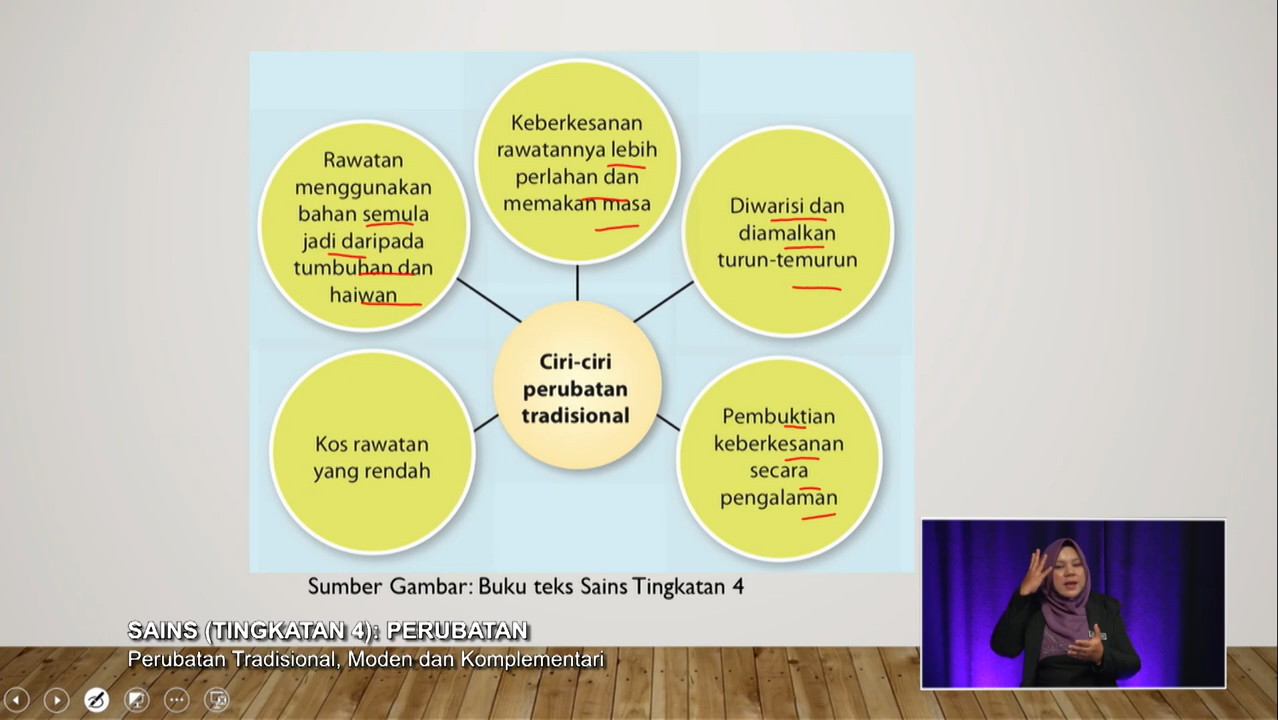 Keberkesanan
rawatannya lebih
perlahan dan
memakan masa
Rawatan
menggunakan
bahan semula
jadi daripada
tumbuhan dan
haiwan
Diwarisi dan
diamalkan
turun-temurun
Ciri-ciri
perubatan
tradisional
Kos rawatan
yang rendah
Pembuktian
keberkesanan
secara
pengalaman
Sumber Gambar: Buku teks Sains Tingkatan 4
SAINS (TINGKATAN 4): PERUBATAN
Perubatan Tradisional, Moden dan Komplementari